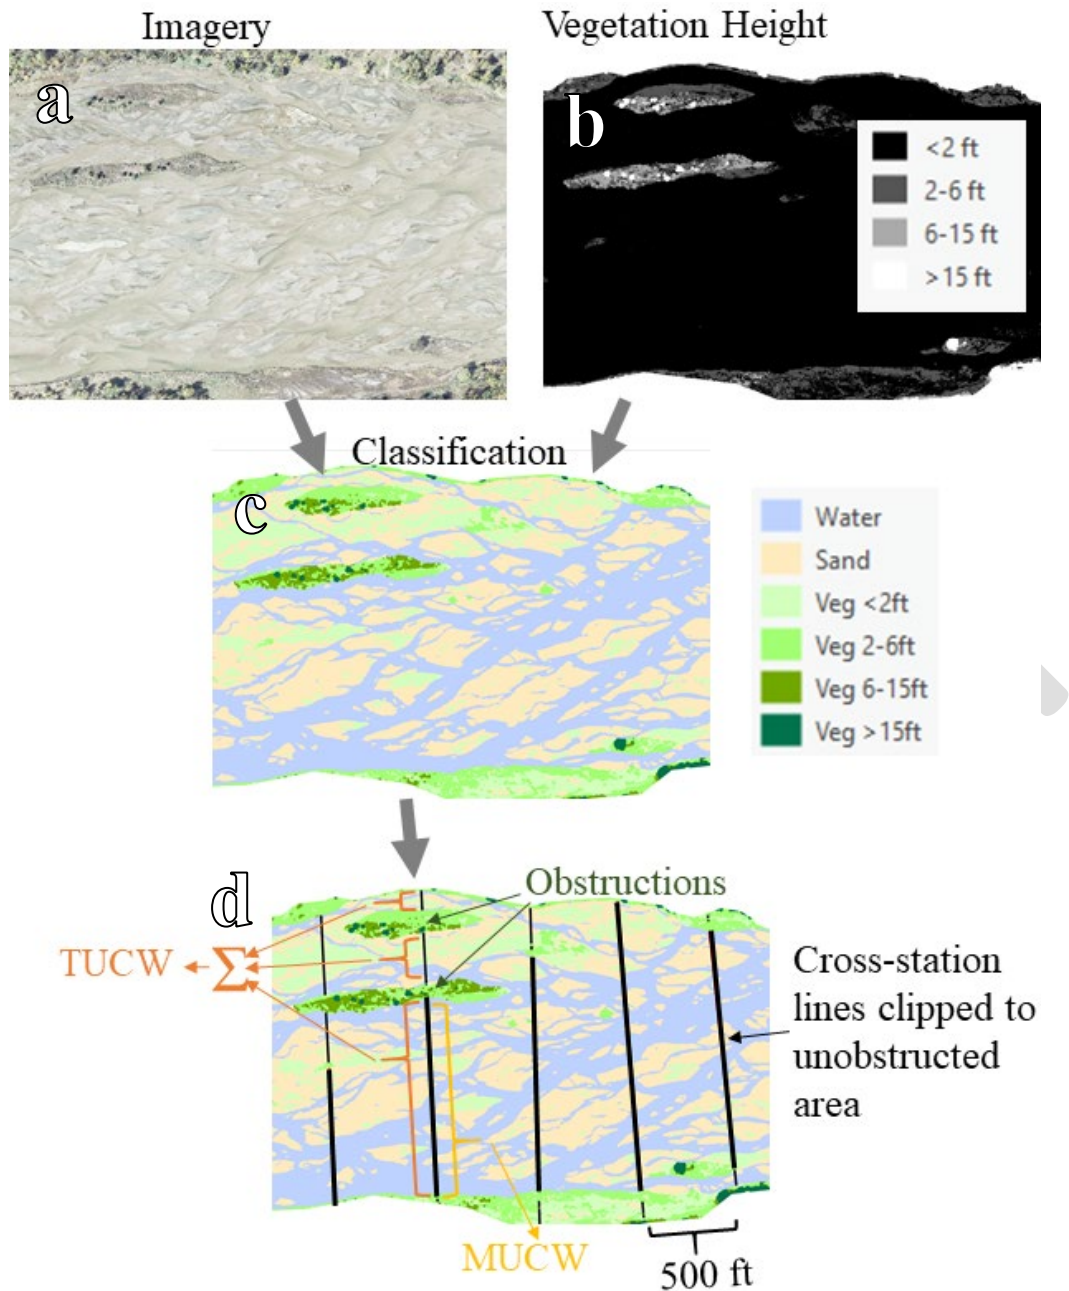 Imagery
Vegetation Height
a
b
<2 ft
2-6 ft
6-15 ft
>15 ft
Classification
c
Water
Sand
Veg <2ft
Veg 2-6ft
Veg 6-15ft
Veg >15ft
d
Obstructions
TUCW
Σ
Cross-station
lines clipped to
unobstructed
area
MUCW
500 ft